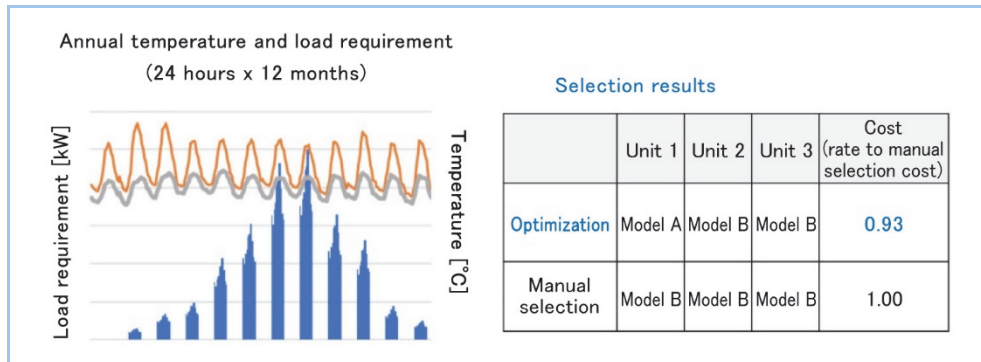 Annual temperature and load requirement
(24 hours x 12 months)
Load requirement [kW]
Temperature [°C]
Selection results
Unit 1 Unit 2 Unit 3 Cost
(rate to manual
selection cost)
Optimization Model A Model B Model B 0.93
Manual
selection Model B Model B Model B 1.00